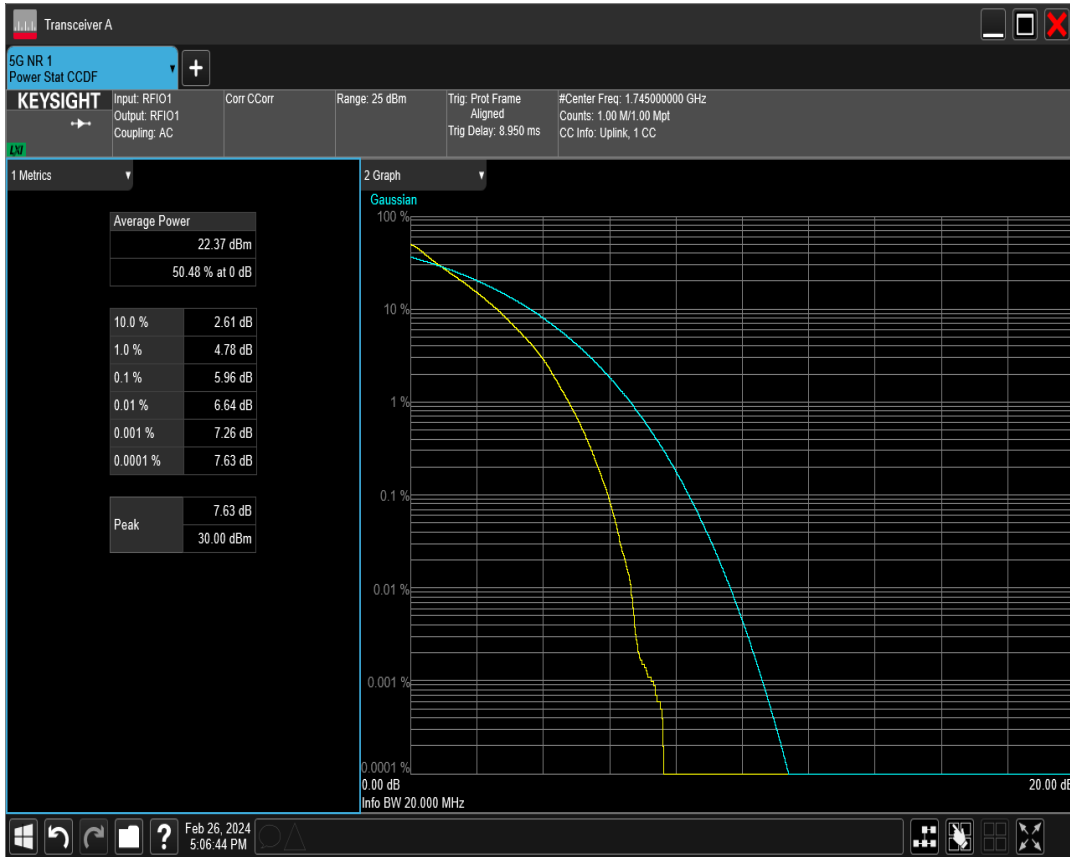 Transceiver A
5G NR 1
Power Stat CCDF
+
KEYSIGHT
LXI
Input: RFIO1
Output: RFIO1
Coupling: AC
Corr CCorr
Range: 25 dBm
Trig: Prot Frame
Aligned
Trig Delay: 8.950 ms
#Center Freq: 1.745000000 GHz
Counts: 1.00 M/1.00 Mpt
CC Info: Uplink, 1 CC
1 Metrics
Average Power
22.37 dBm
50.48 % at 0 dB
10.0 % 2.61 dB
1.0 % 4.78 dB
0.1 % 5.96 dB
0.01 % 6.64 dB
0.001 % 7.26 dB
0.0001 % 7.63 dB
Peak
7.63 dB
30.00 dBm
2 Graph
Gaussian
100 %
10 %
1 %
0.1 %
0.01 %
0.001 %
0.0001 %
0.00 dB 20.00 dB
Info BW 20.000 MHz
?
Feb 26, 2024
5:06:44 PM